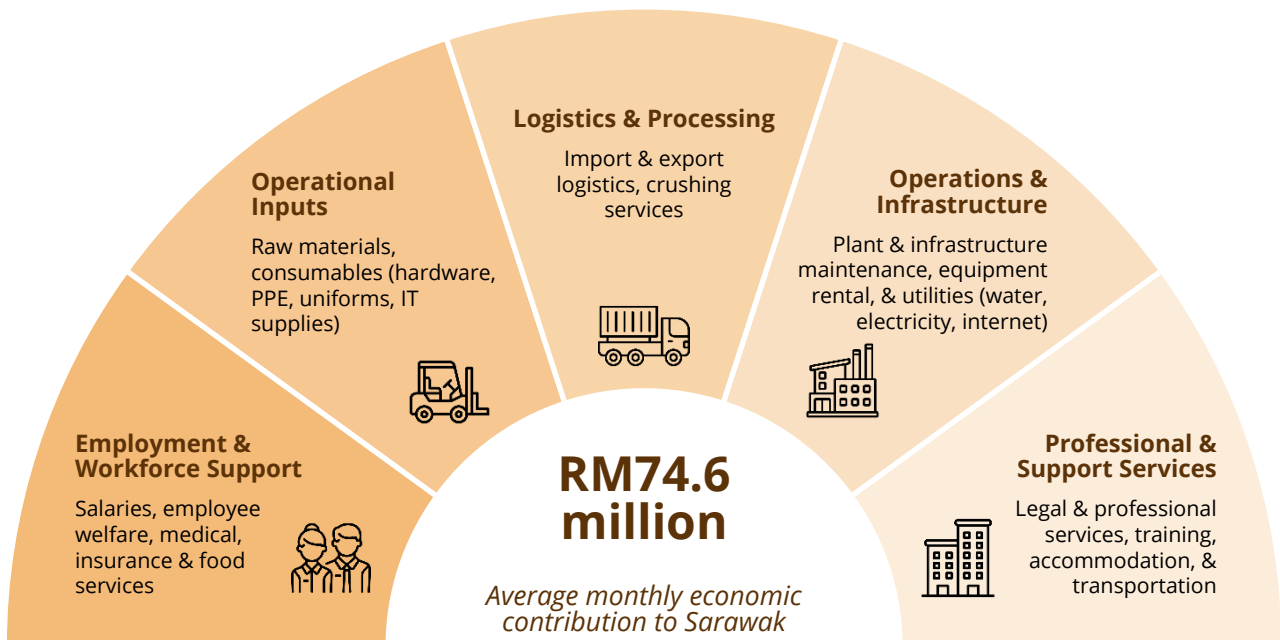 Logistics & Processing
Import & export
logistics, crushing
services
Operational
Inputs
Raw materials,
consumables (hardware,
PPE, uniforms, IT
supplies)
Operations &
Infrastructure
Plant & infrastructure
maintenance, equipment
rental, & utilities (water,
electricity, internet)
Employment &
Workforce Support
Salaries, employee
welfare, medical,
insurance & food
services
RM74.6
million
Average monthly economic
contribution to Sarawak
Professional &
Support Services
Legal & professional
services, training,
accommodation, &
transportation